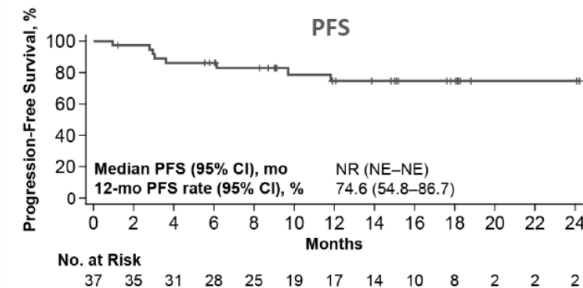 PFS
Progression-Free Survival, %
100
80
60
40
20
0
Median PFS (95% CI), mo NR (NE–NE)
12-mo PFS rate (95% CI), % 74.6 (54.8–86.7)
0 2 4 6 8 10 12 14 16 18 20 22 24
Months
No. at Risk
37 35 31 28 25 19 17 14 10 8 2 2 2